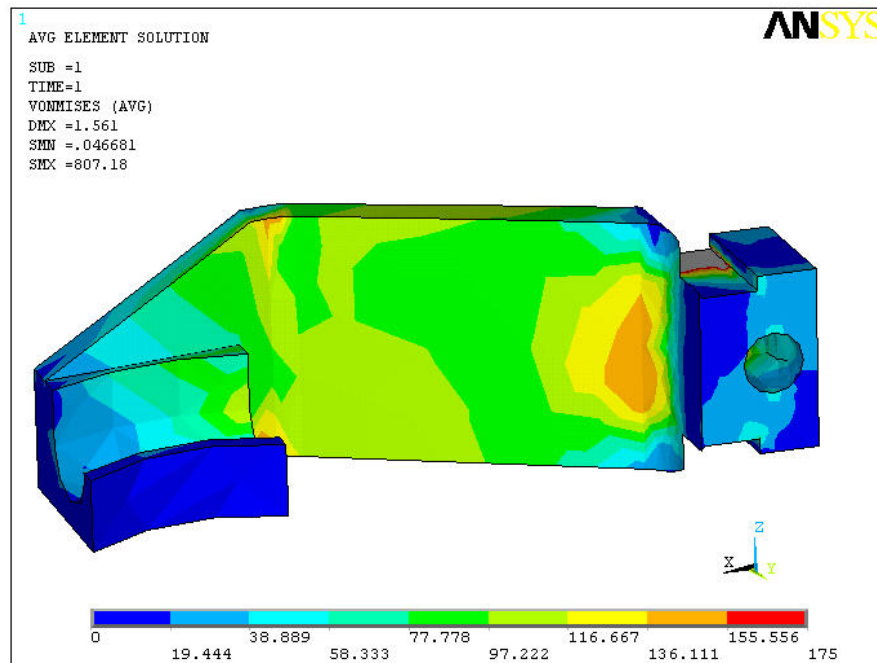 1
ANSYS
AVG ELEMENT SOLUTION
SUB =1
TIME=1
VONMISES (AVG)
DMX =1.561
SMN =.046681
SMX =807.18
Z
X
Y
0 38.889 77.778 116.667 155.556
19.444 58.333 97.222 136.111 175